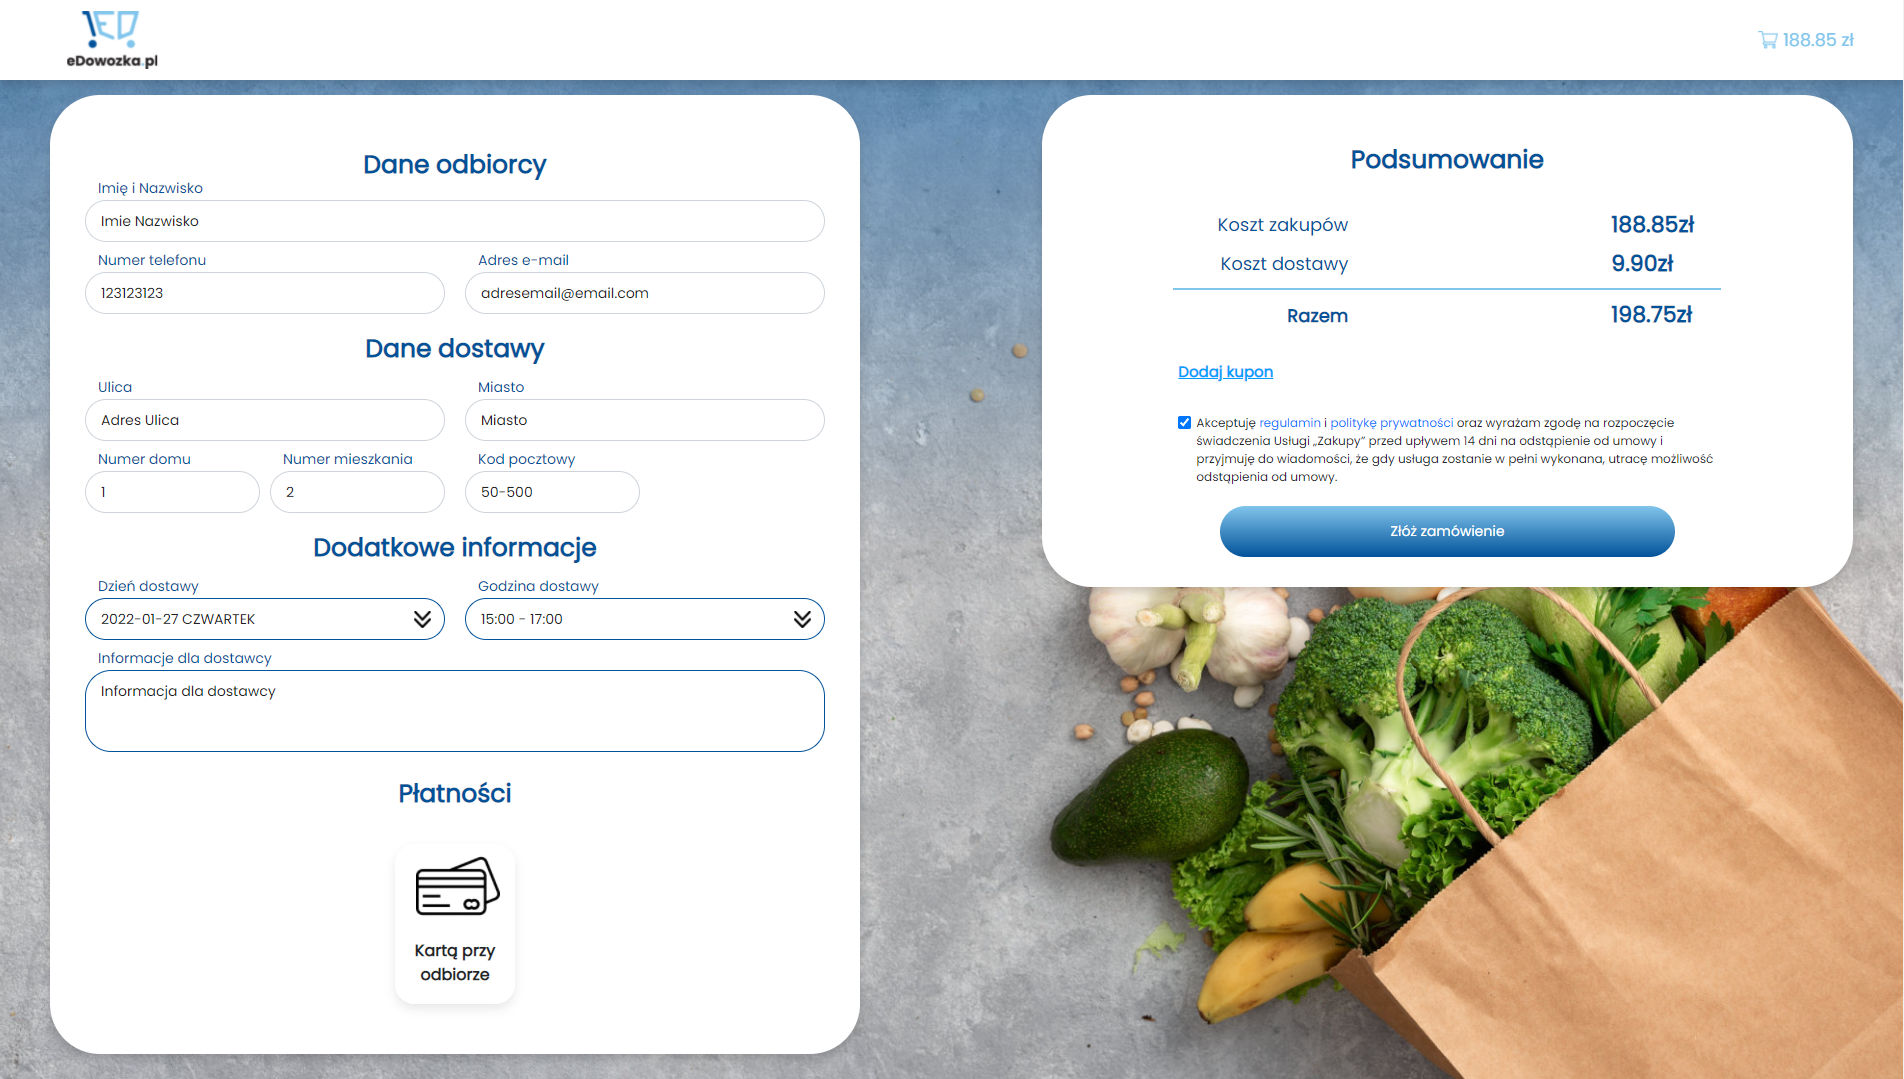 eDowozka.pl
188.85 zł
Dane odbiorcy
Imię i Nazwisko
Imie Nazwisko
Numer telefonu
Adres e-mail
123123123
adresemail@email.com
Dane dostawy
Ulica
Miasto
Adres Ulica
Miasto
Numer domu
Numer mieszkania
Kod pocztowy
1
2
50-500
Dodatkowe informacje
Dzień dostawy
Godzina dostawy
2022-01-27 CZWARTEK
15:00 - 17:00
Informacje dla dostawcy
Informacja dla dostawcy
Płatności
Kartą przy
odbiorze
Podsumowanie
Koszt zakupów
188.85zł
Koszt dostawy
9.90zł
Razem
198.75zł
Dodaj kupon
Akceptuję regulamin i politykę prywatności oraz wyrażam zgodę na rozpoczęcie
świadczenia Usługi „Zakupy” przed upływem 14 dni na odstąpienie od umowy i
przyjmuję do wiadomości, że gdy usługa zostanie w pełni wykonana, utracę możliwość
odstąpienia od umowy.
Złóż zamówienie